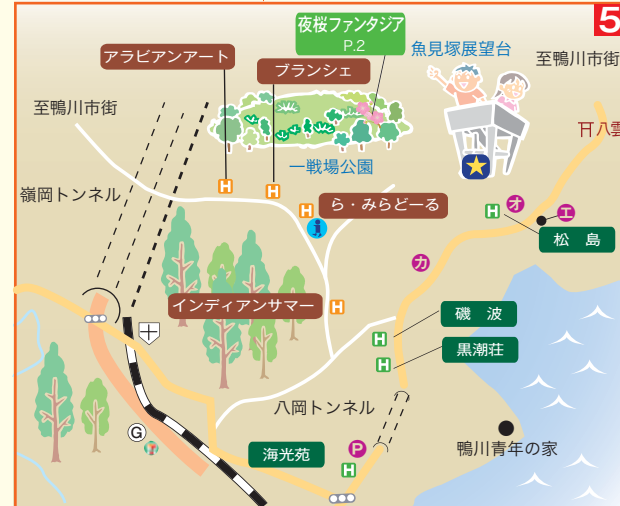 夜桜ファンタジア
P.2
5
アラビアンアート
ブランシェ
魚見塚展望台
至鴨川市街
至鴨川市街
八雲
一戦場公園
嶺岡トンネル
ら・みらどーる
H
H
H
i
H
オ
エ
松 島
カ
インディアンサマー
H
磯 波
H
黒潮荘
H
八岡トンネル
G
海光苑
P
H
鴨川青年の家